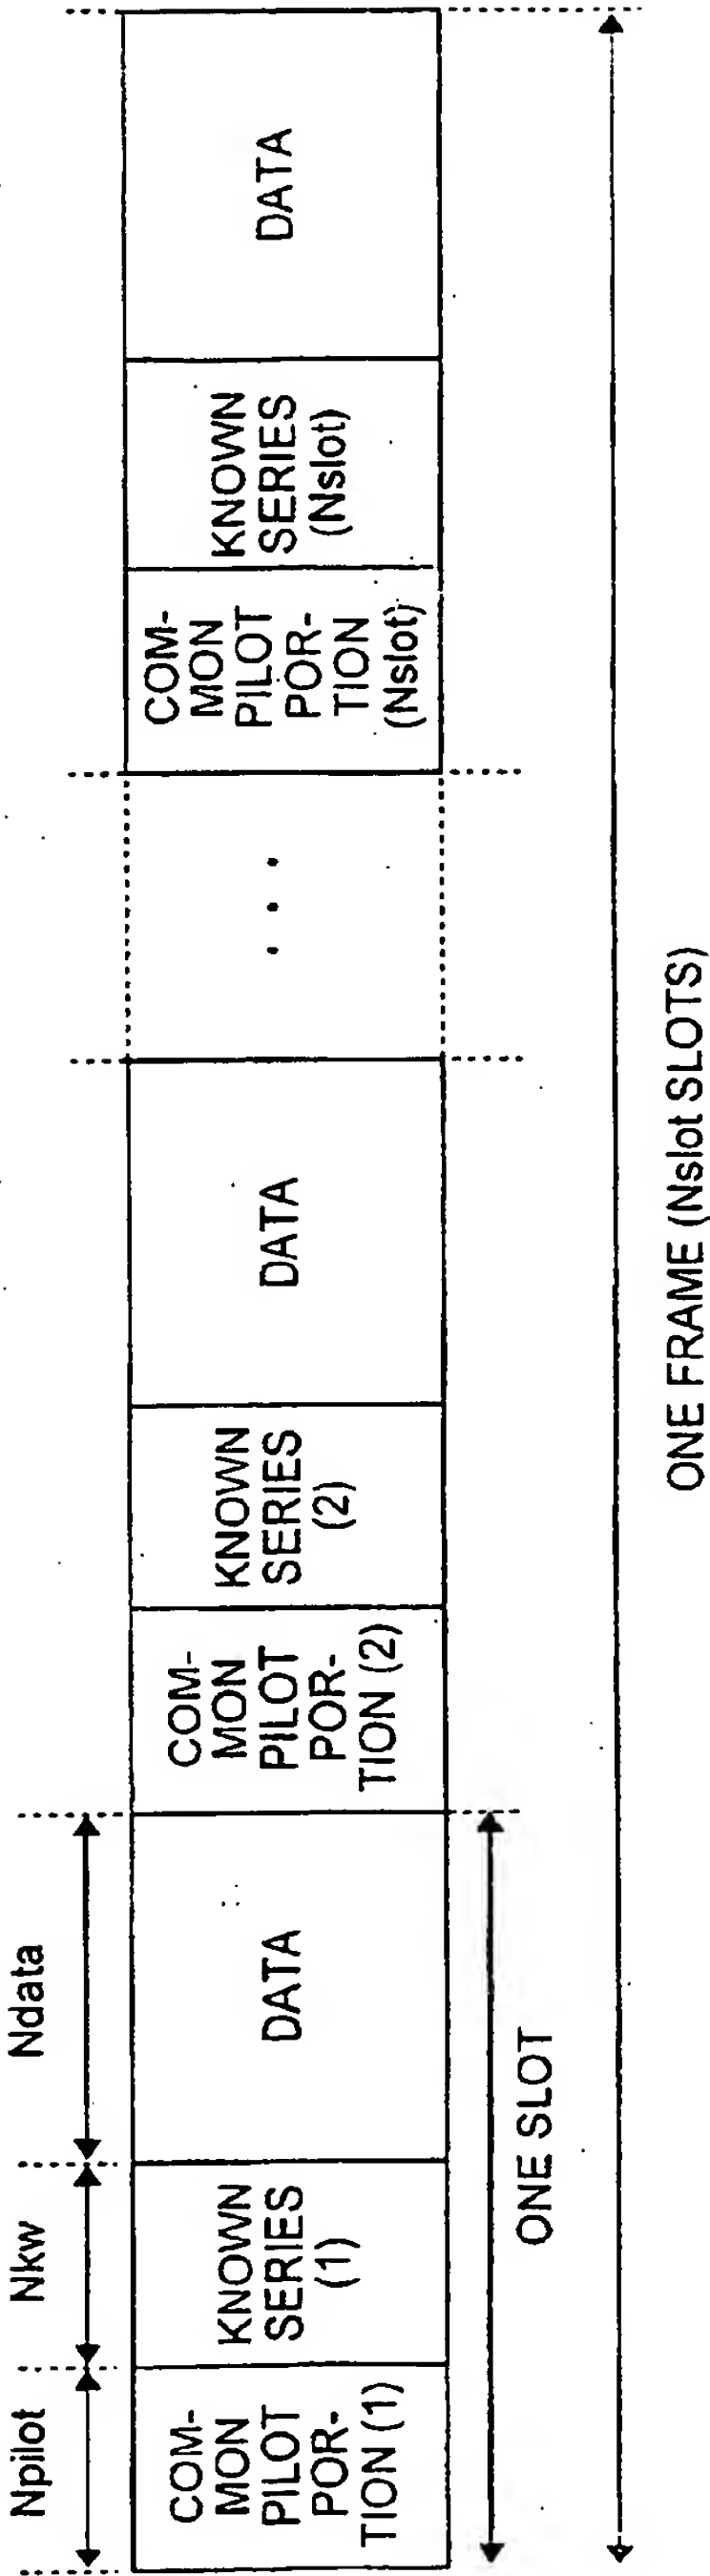 Npilot
Nkw
Ndata
COM-
MON
PILOT
POR-
TION (1)
KNOWN
SERIES
(1)
DATA
COM-
MON
PILOT
POR-
TION (2)
KNOWN
SERIES
(2)
DATA
• • •
COM-
MON
PILOT
POR-
TION
(Nslot)
KNOWN
SERIES
(Nslot)
DATA
ONE SLOT
ONE FRAME (Nslot SLOTS)